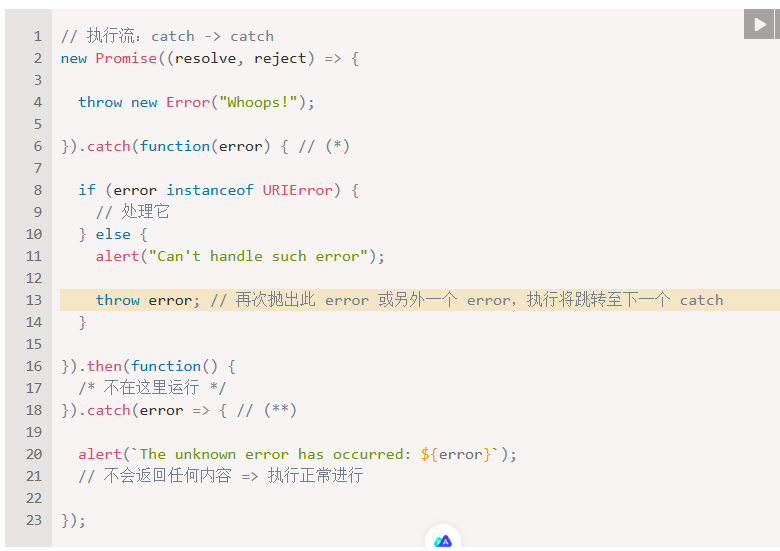 1 // 执行流：catch -> catch
2 new Promise((resolve, reject) => {
3
4   throw new Error("Whoops!");
5
6 }).catch(function(error) { // (*)
7
8   if (error instanceof URIError) {
9     // 处理它
10   } else {
11     alert("Can't handle such error");
12
13     throw error; // 再次抛出此 error 或另外一个 error，执行将跳转至下一个 catch
14   }
15
16 }).then(function() {
17   /* 不在这里运行 */
18 }).catch(error => { // (**)
19
20   alert(`The unknown error has occurred: ${error}`);
21   // 不会返回任何内容 => 执行正常进行
22
23 });